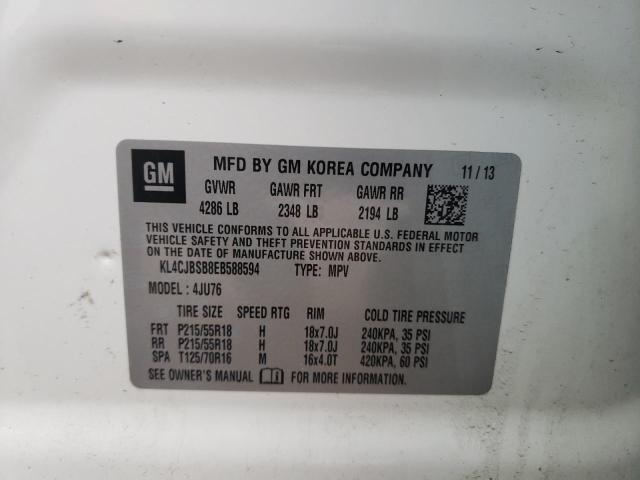 GM
MFD BY GM KOREA COMPANY 11 / 13
GVWR GAWR FRT GAWR RR
4286 LB 2348 LB 2194 LB
THIS VEHICLE CONFORMS TO ALL APPLICABLE U.S. FEDERAL MOTOR
VEHICLE SAFETY AND THEFT PREVENTION STANDARDS IN EFFECT
ON THE DATE OF MANUFACTURE SHOWN ABOVE.
KL4CJBSB8EB588594 TYPE: MPV
MODEL : 4JU76
TIRE SIZE SPEED RTG RIM COLD TIRE PRESSURE
FRT P215/55R18 H 18x7.0J 240KPA, 35 PSI
RR P215/55R18 H 18x7.0J 240KPA, 35 PSI
SPA T125/70R16 M 16x4.0T 420KPA, 60 PSI
SEE OWNER'S MANUAL FOR MORE INFORMATION.